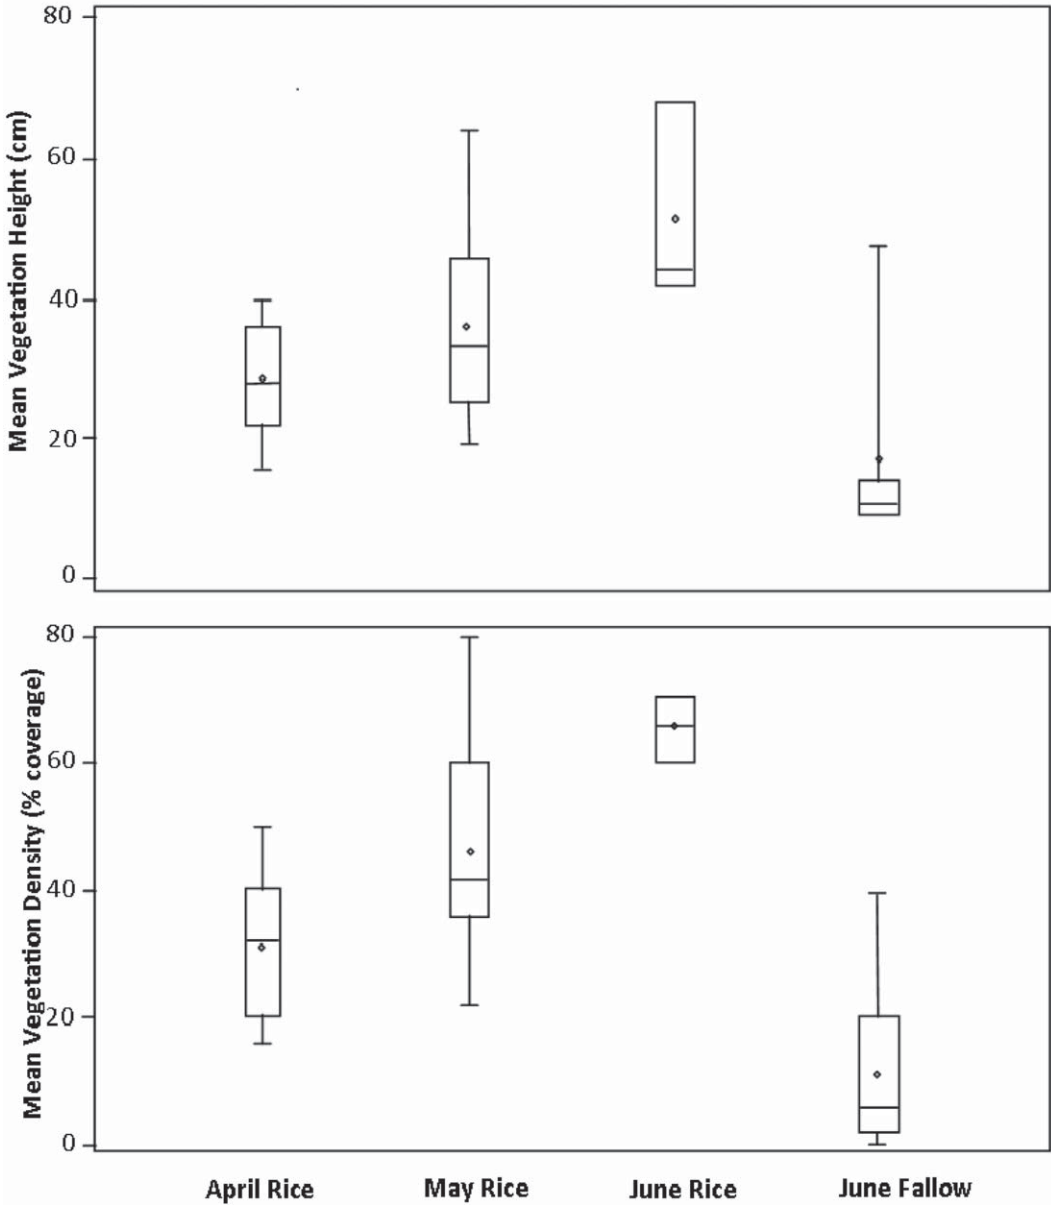 Mean Vegetation Height (cm)
80
60
40
20
0
Mean Vegetation Density (% coverage)
80
60
40
20
0
April Rice
May Rice
June Rice
June Fallow